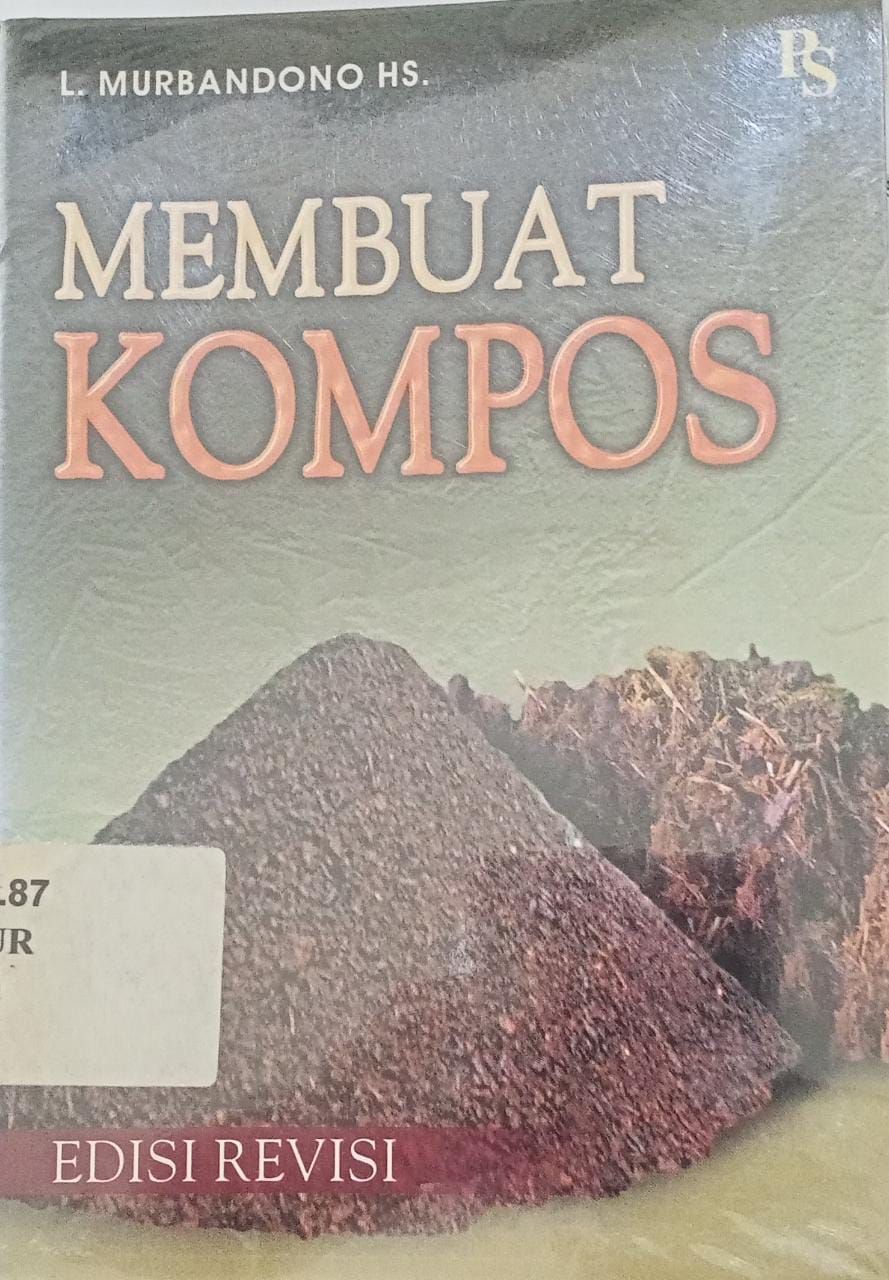 L. MURBANDONO HS.
PS
MEMBUAT
KOMPOS
.87
UR
EDISI REVISI